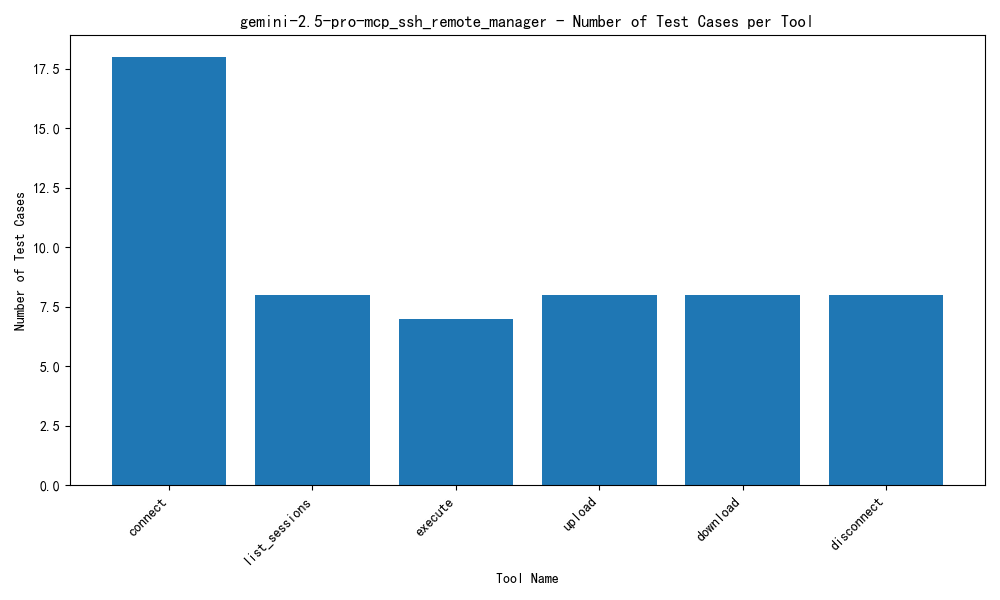 gemini-2.5-pro-mcp_ssh_remote_manager - Number of Test Cases per Tool
Number of Test Cases
17.5
15.0
12.5
10.0
7.5
5.0
2.5
0.0
connect
list_sessions
execute
upload
download
disconnect
Tool Name